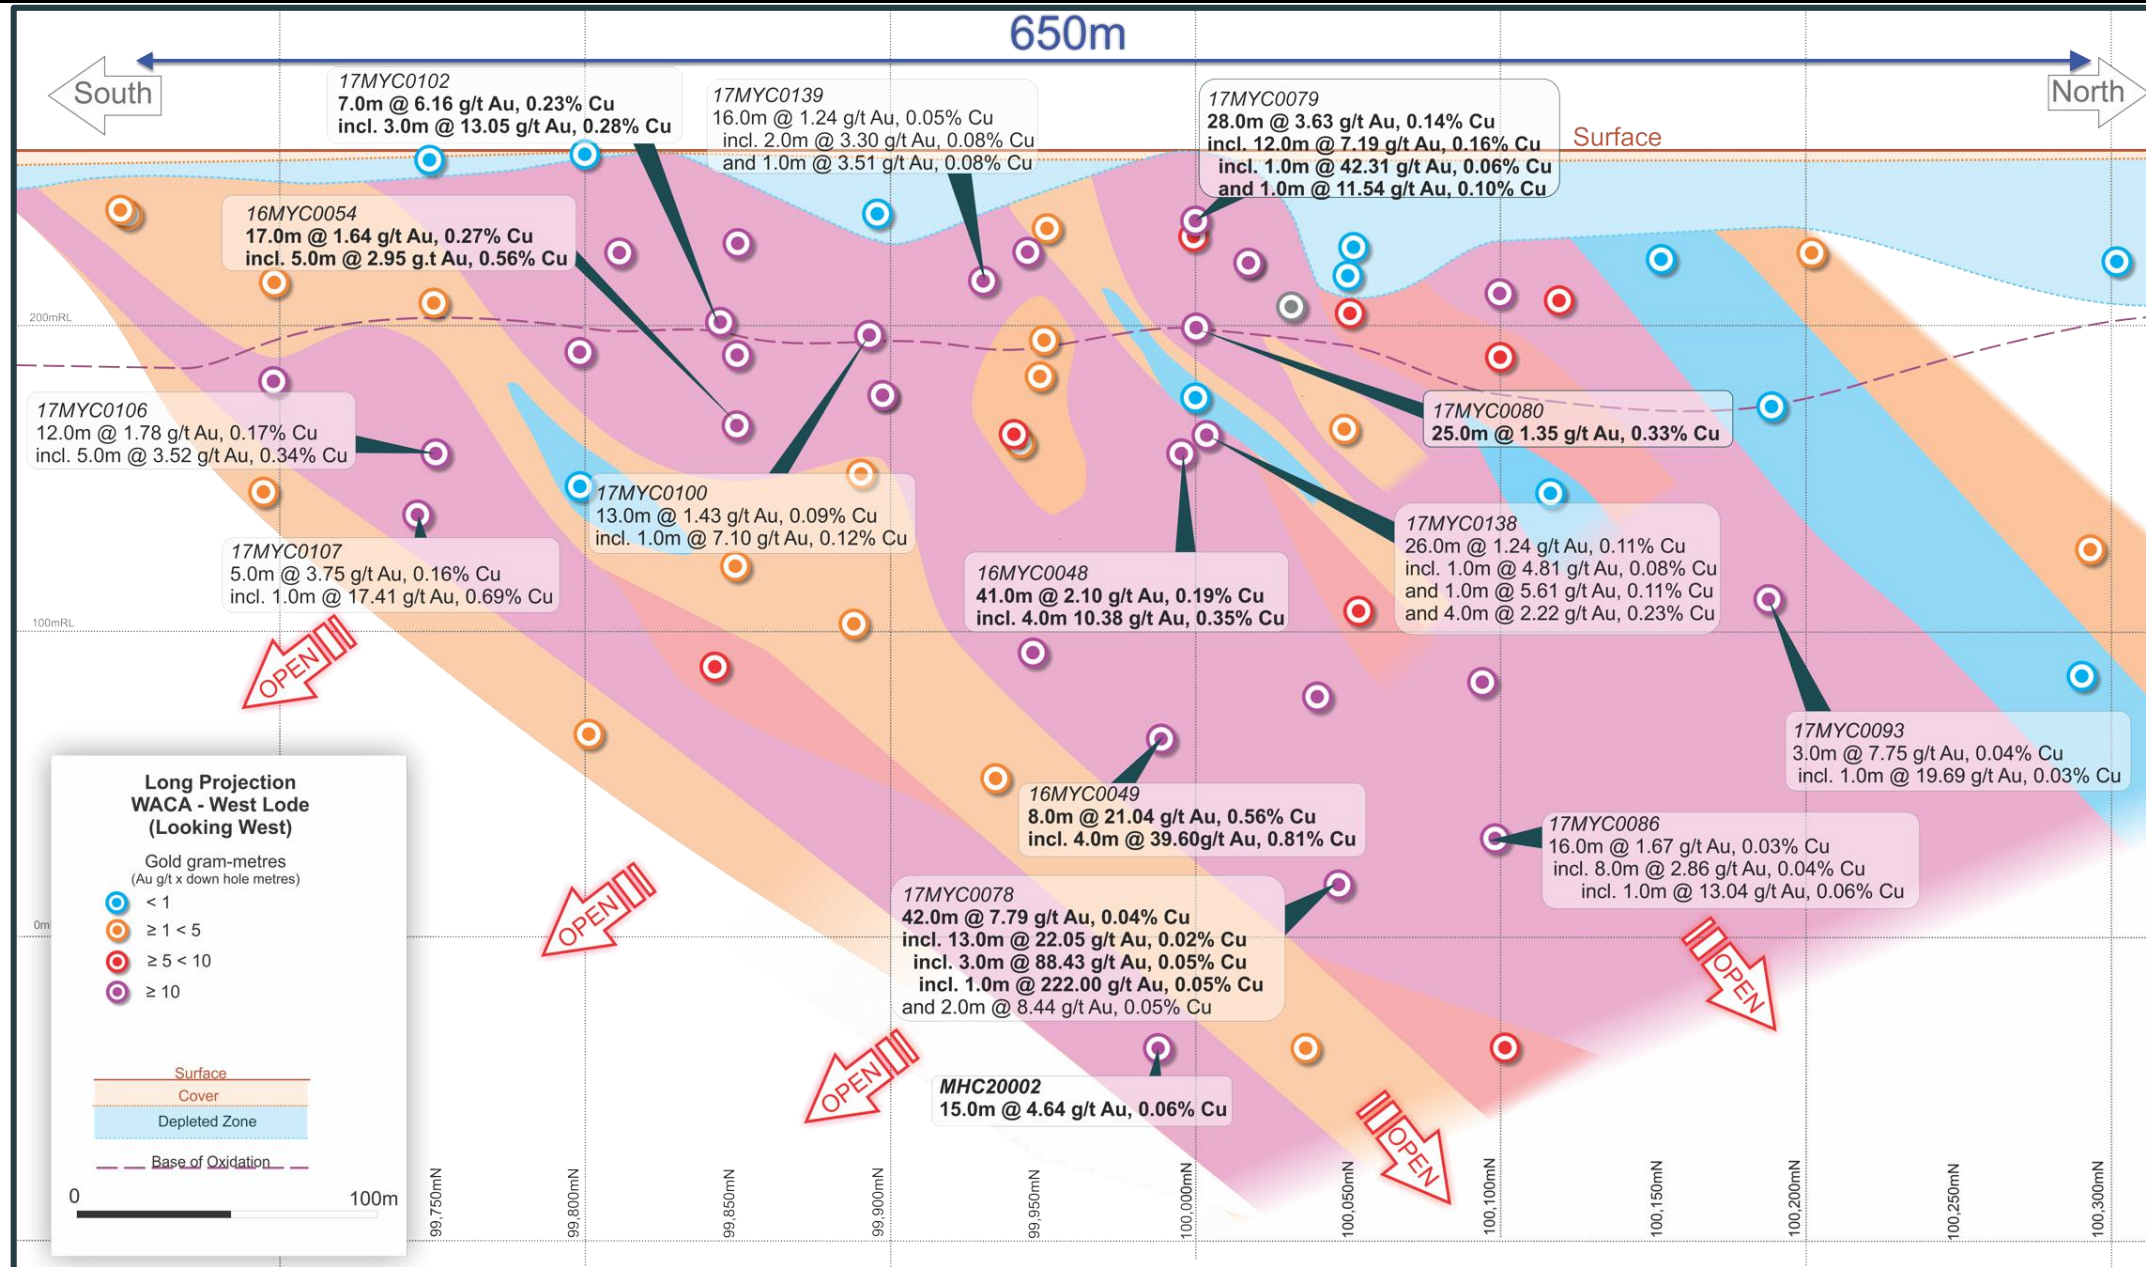 650m
South
North
17MYC0102
7.0m @ 6.16 g/t Au, 0.23% Cu
incl. 3.0m @ 13.05 g/t Au, 0.28% Cu
17MYC0139
16.0m @ 1.24 g/t Au, 0.05% Cu
incl. 2.0m @ 3.30 g/t Au, 0.08% Cu
and 1.0m @ 3.51 g/t Au, 0.08% Cu
17MYC0079
28.0m @ 3.63 g/t Au, 0.14% Cu
incl. 12.0m @ 7.19 g/t Au, 0.16% Cu
incl. 1.0m @ 42.31 g/t Au, 0.06% Cu
and 1.0m @ 11.54 g/t Au, 0.10% Cu
Surface
16MYC0054
17.0m @ 1.64 g/t Au, 0.27% Cu
incl. 5.0m @ 2.95 g.t Au, 0.56% Cu
200mRL
17MYC0106
12.0m @ 1.78 g/t Au, 0.17% Cu
incl. 5.0m @ 3.52 g/t Au, 0.34% Cu
17MYC0080
25.0m @ 1.35 g/t Au, 0.33% Cu
17MYC0100
13.0m @ 1.43 g/t Au, 0.09% Cu
incl. 1.0m @ 7.10 g/t Au, 0.12% Cu
17MYC0107
5.0m @ 3.75 g/t Au, 0.16% Cu
incl. 1.0m @ 17.41 g/t Au, 0.69% Cu
16MYC0048
41.0m @ 2.10 g/t Au, 0.19% Cu
incl. 4.0m 10.38 g/t Au, 0.35% Cu
17MYC0138
26.0m @ 1.24 g/t Au, 0.11% Cu
incl. 1.0m @ 4.81 g/t Au, 0.08% Cu
and 1.0m @ 5.61 g/t Au, 0.11% Cu
and 4.0m @ 2.22 g/t Au, 0.23% Cu
100mRL
OPEN
17MYC0093
3.0m @ 7.75 g/t Au, 0.04% Cu
incl. 1.0m @ 19.69 g/t Au, 0.03% Cu
16MYC0049
8.0m @ 21.04 g/t Au, 0.56% Cu
incl. 4.0m @ 39.60g/t Au, 0.81% Cu
17MYC0086
16.0m @ 1.67 g/t Au, 0.03% Cu
incl. 8.0m @ 2.86 g/t Au, 0.04% Cu
incl. 1.0m @ 13.04 g/t Au, 0.06% Cu
17MYC0078
42.0m @ 7.79 g/t Au, 0.04% Cu
incl. 13.0m @ 22.05 g/t Au, 0.02% Cu
incl. 3.0m @ 88.43 g/t Au, 0.05% Cu
incl. 1.0m @ 222.00 g/t Au, 0.05% Cu
and 2.0m @ 8.44 g/t Au, 0.05% Cu
OPEN
OPEN
OPEN
OPEN
MHC20002
15.0m @ 4.64 g/t Au, 0.06% Cu
0m
Long Projection
WACA - West Lode
(Looking West)
Gold gram-metres
(Au g/t x down hole metres)
< 1
≥ 1 < 5
≥ 5 < 10
≥ 10
Surface
Cover
Depleted Zone
Base of Oxidation
0 100m
99,750mN
99,800mN
99,850mN
99,900mN
99,950mN
100,000mN
100,050mN
100,100mN
100,150mN
100,200mN
100,250mN
100,300mN